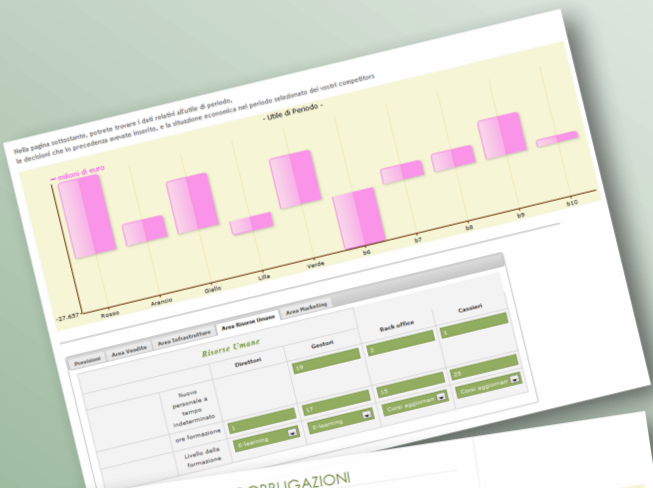 Nella pagina sottostante, potrete trovare i dati relativi all'utile di periodo,
le decisioni che in precedenza avevate inserito, e la situazione economica nel periodo selezionato dei vostri competitors
- Utile di Periodo -
milioni di euro
-27.657
Rosso Arancio Giallo Lilla Verde b6 b7 b8 b9 b10
Previsioni Area Vendite Area Infrastrutture Area Risorse Umane Area Marketing
Risorse Umane
Direttori Gestori Back office Cassieri
Nuovo
personale a
tempo
indeterminato
19 2 1
ore formazione
1 17 15 25
Livello della
formazione
E-learning E-learning Corsi aggiornam Corsi aggiornam
OBBLIGAZIONI